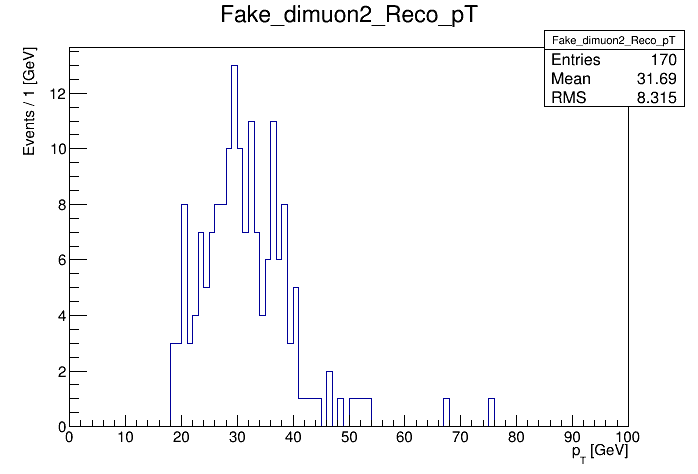 Fake_dimuon2_Reco_pT
Fake_dimuon2_Reco_pT
Entries 170
Mean 31.69
RMS 8.315
Events / 1 [GeV]
12
10
8
6
4
2
0
0 10 20 30 40 50 60 70 80 90 100
p_T [GeV]